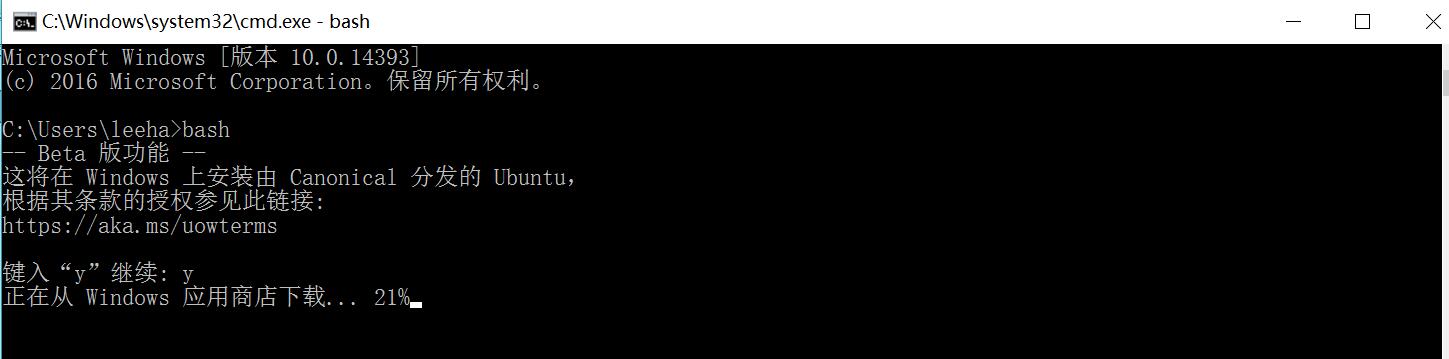 C:\Windows\system32\cmd.exe - bash
Microsoft Windows [版本 10.0.14393]
(c) 2016 Microsoft Corporation。保留所有权利。
C:\Users\leeha>bash
-- Beta 版功能 --
这将在 Windows 上安装由 Canonical 分发的 Ubuntu，
根据其条款的授权参见此链接:
https://aka.ms/uowterms
键入“y”继续: y
正在从 Windows 应用商店下载... 21%